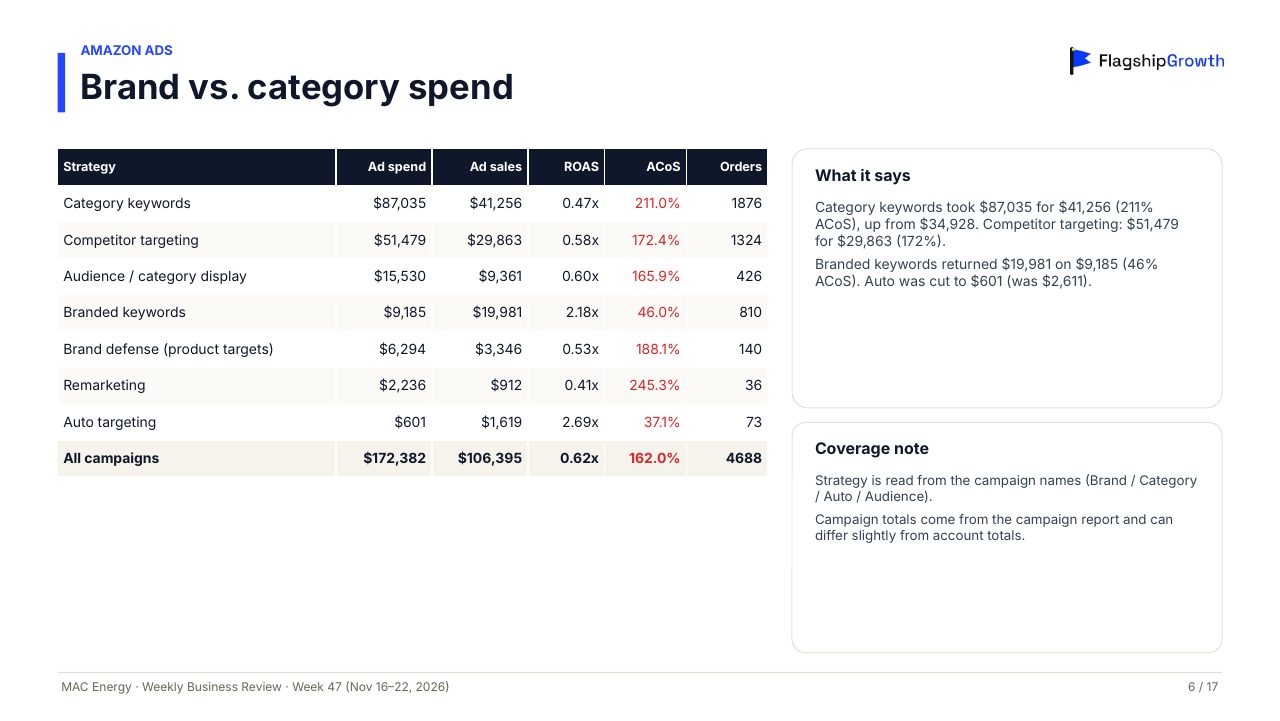 AMAZON ADS
Brand vs. category spend
FlagshipGrowth
Strategy Ad spend Ad sales ROAS ACoS Orders
Category keywords $87,035 $41,256 0.47x 211.0% 1876
Competitor targeting $51,479 $29,863 0.58x 172.4% 1324
Audience / category display $15,530 $9,361 0.60x 165.9% 426
Branded keywords $9,185 $19,981 2.18x 46.0% 810
Brand defense (product targets) $6,294 $3,346 0.53x 188.1% 140
Remarketing $2,236 $912 0.41x 245.3% 36
Auto targeting $601 $1,619 2.69x 37.1% 73
All campaigns $172,382 $106,395 0.62x 162.0% 4688
What it says
Category keywords took $87,035 for $41,256 (211%
ACoS), up from $34,928. Competitor targeting: $51,479
for $29,863 (172%).
Branded keywords returned $19,981 on $9,185 (46%
ACoS). Auto was cut to $601 (was $2,611).
Coverage note
Strategy is read from the campaign names (Brand / Category
/ Auto / Audience).
Campaign totals come from the campaign report and can
differ slightly from account totals.
MAC Energy · Weekly Business Review · Week 47 (Nov 16–22, 2026)
6 / 17